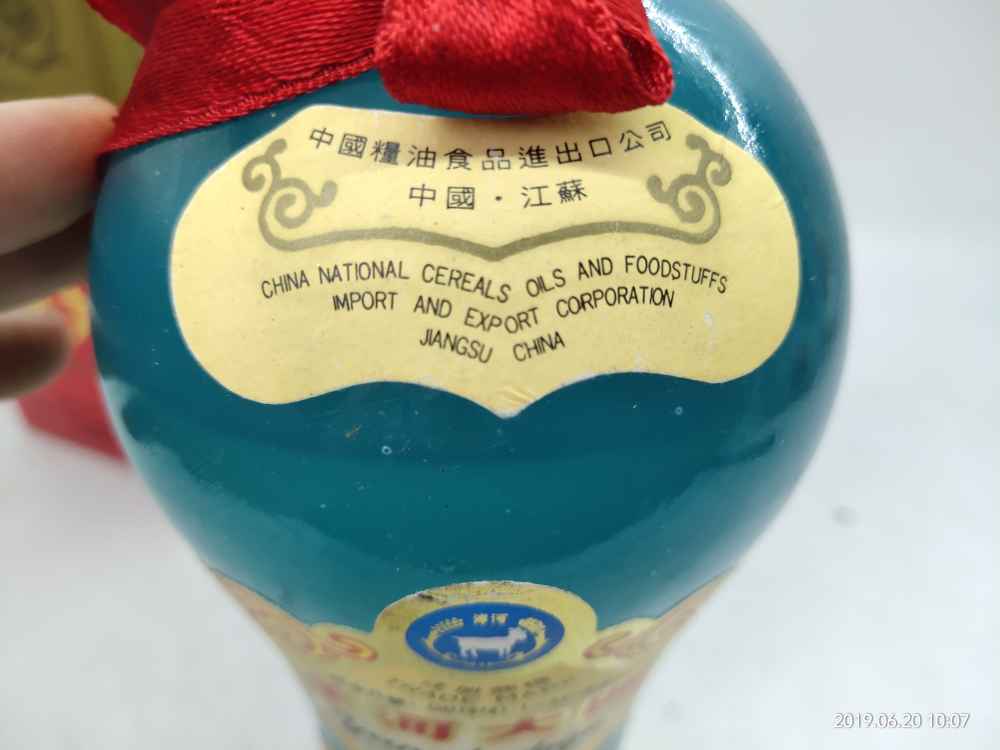 中國糧油食品進出口公司
中國·江蘇
CHINA NATIONAL CEREALS OILS AND FOODSTUFFS
IMPORT AND EXPORT CORPORATION
JIANGSU CHINA
洋河
2019.06.20 10:07